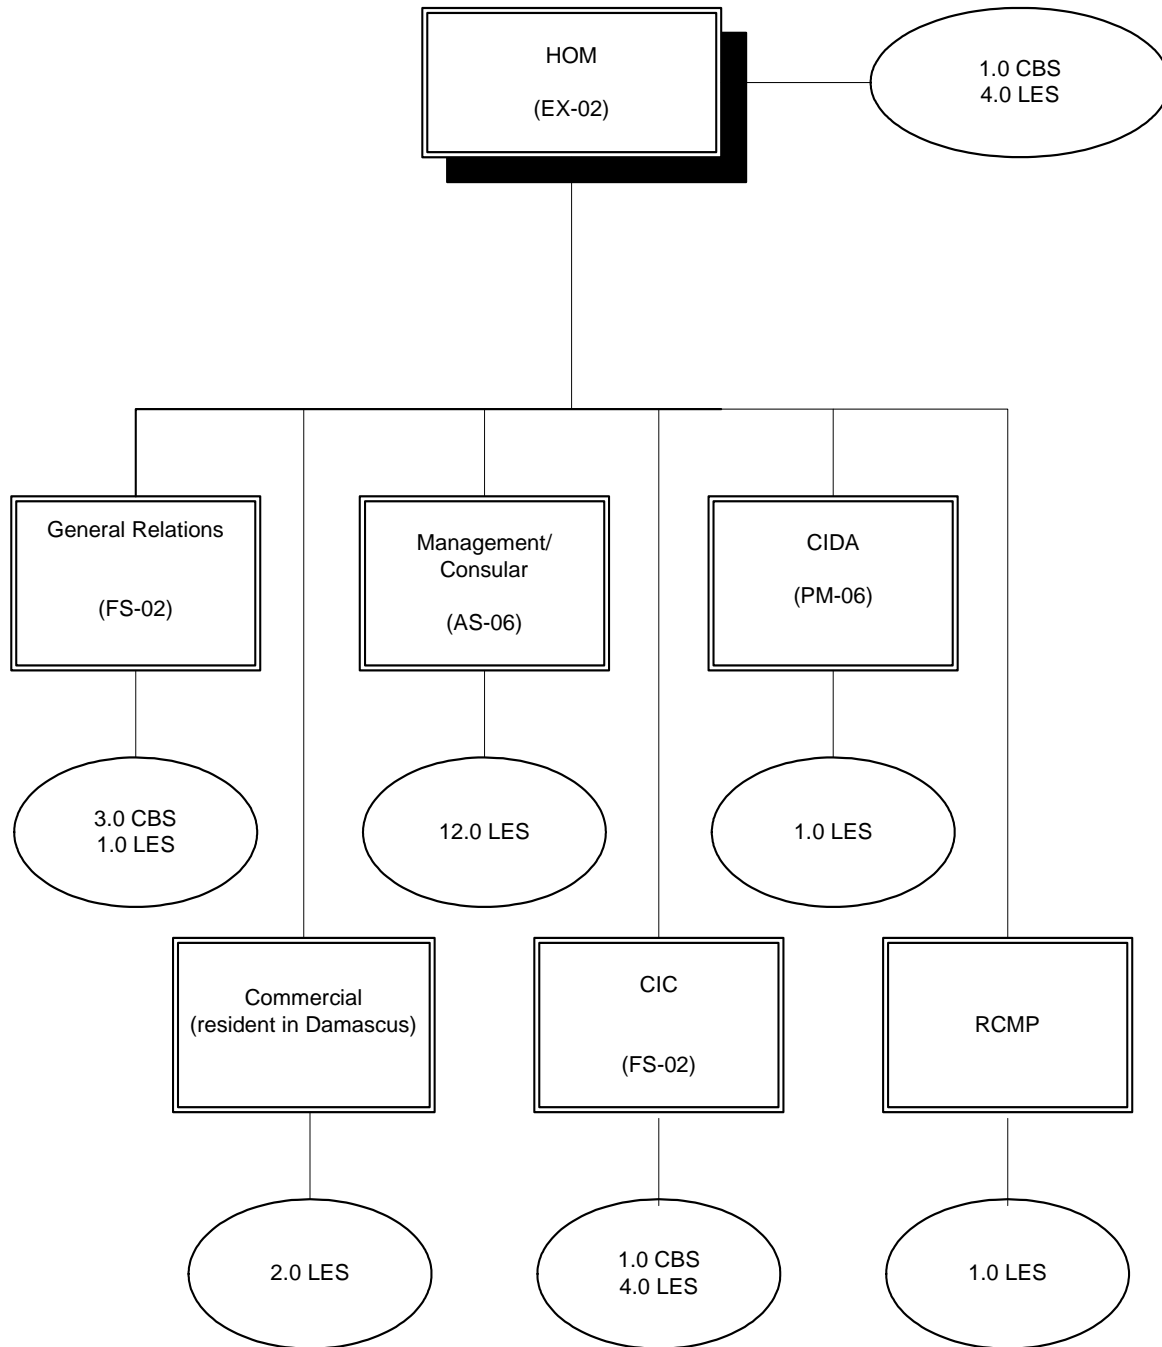 HOM
(EX-02)
1.0 CBS
4.0 LES
General Relations
(FS-02)
Management/
Consular
(AS-06)
CIDA
(PM-06)
3.0 CBS
1.0 LES
12.0 LES
1.0 LES
Commercial
(resident in Damascus)
CIC
(FS-02)
RCMP
2.0 LES
1.0 CBS
4.0 LES
1.0 LES